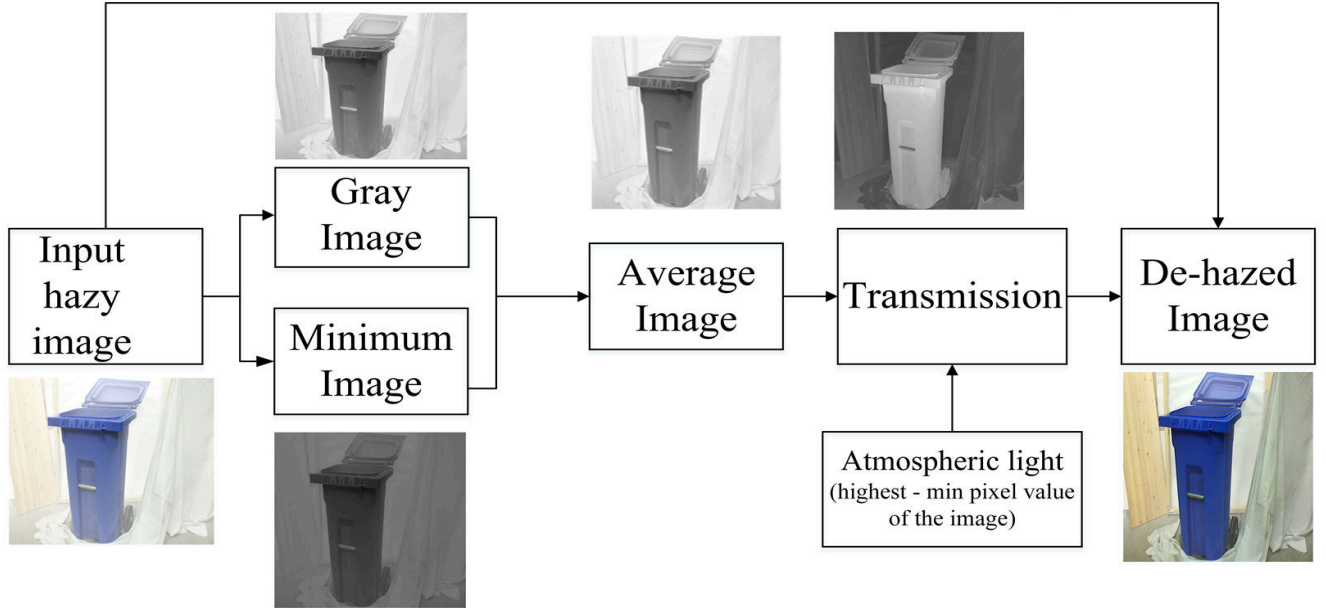 Input
hazy
image
Gray
Image
Minimum
Image
Average
Image
Transmission
De-hazed
Image
Atmospheric light
(highest - min pixel value
of the image)